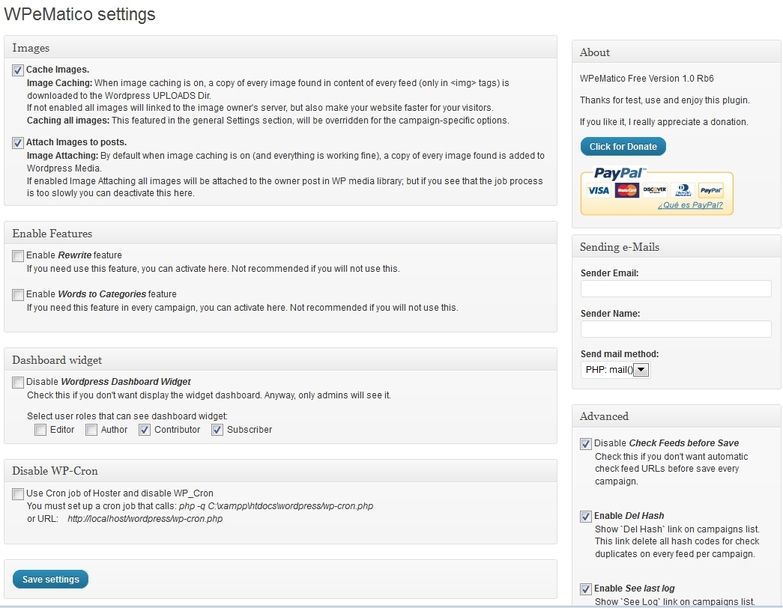 WPeMatico settings
Images
Cache Images.
Image Caching: When image caching is on, a copy of every image found in content of every feed (only in <img> tags) is
downloaded to the Wordpress UPLOADS Dir.
If not enabled all images will linked to the image owner's server, but also make your website faster for your visitors.
Caching all images: This featured in the general Settings section, will be overridden for the campaign-specific options.
Attach Images to posts.
Image Attaching: By default when image caching is on (and everything is working fine), a copy of every image found is added to
Wordpress Media.
If enabled Image Attaching all images will be attached to the owner post in WP media library; but if you see that the job process
is too slowly you can deactivate this here.
Enable Features
Enable Rewrite feature
If you need use this feature, you can activate here. Not recommended if you will not use this.
Enable Words to Categories feature
If you need this feature in every campaign, you can activate here. Not recommended if you will not use this.
Dashboard widget
Disable Wordpress Dashboard Widget
Check this if you don't want display the widget dashboard. Anyway, only admins will see it.
Select user roles that can see dashboard widget:
Editor Author Contributor Subscriber
Disable WP-Cron
Use Cron job of Hoster and disable WP_Cron
You must set up a cron job that calls: php -q C:\xampp\htdocs\wordpress/wp-cron.php
or URL: http://localhost/wordpress/wp-cron.php
Save settings
About
WPeMatico Free Version 1.0 Rb6
Thanks for test, use and enjoy this plugin.
If you like it, I really appreciate a donation.
Click for Donate
PayPal
VISA MasterCard DISCOVER PayPal
¿Qué es PayPal?
Sending e-Mails
Sender Email:
Sender Name:
Send mail method:
PHP: mail()
Advanced
Disable Check Feeds before Save
Check this if you don't want automatic
check feed URLs before save every
campaign.
Enable Del Hash
Show `Del Hash` link on campaigns list.
This link delete all hash codes for check
duplicates on every feed per campaign.
Enable See last log
Show `See Log` link on campaigns list.